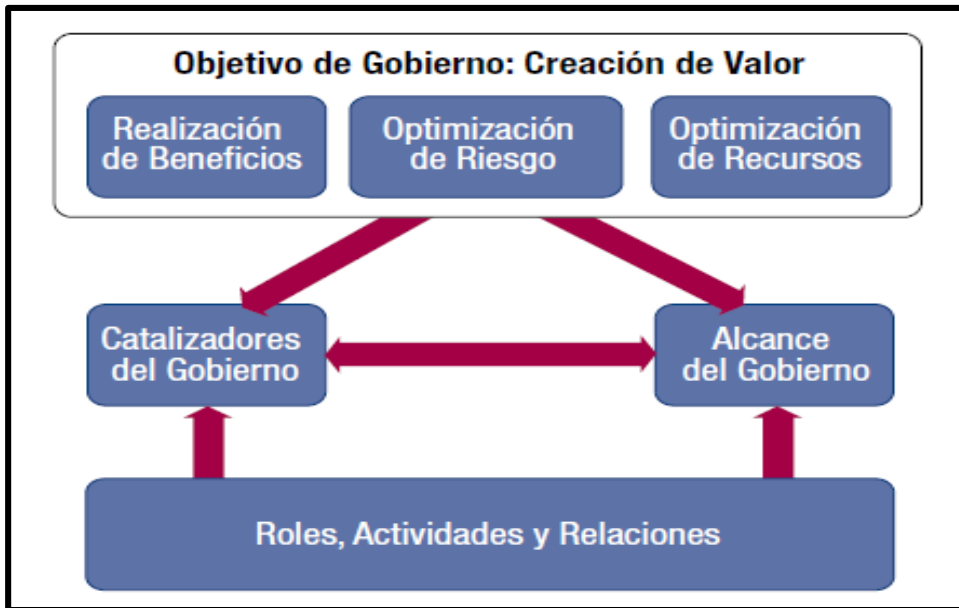 Objetivo de Gobierno: Creación de Valor
Realización
de Beneficios
Optimización
de Riesgo
Optimización
de Recursos
Catalizadores
del Gobierno
Alcance
del Gobierno
Roles, Actividades y Relaciones